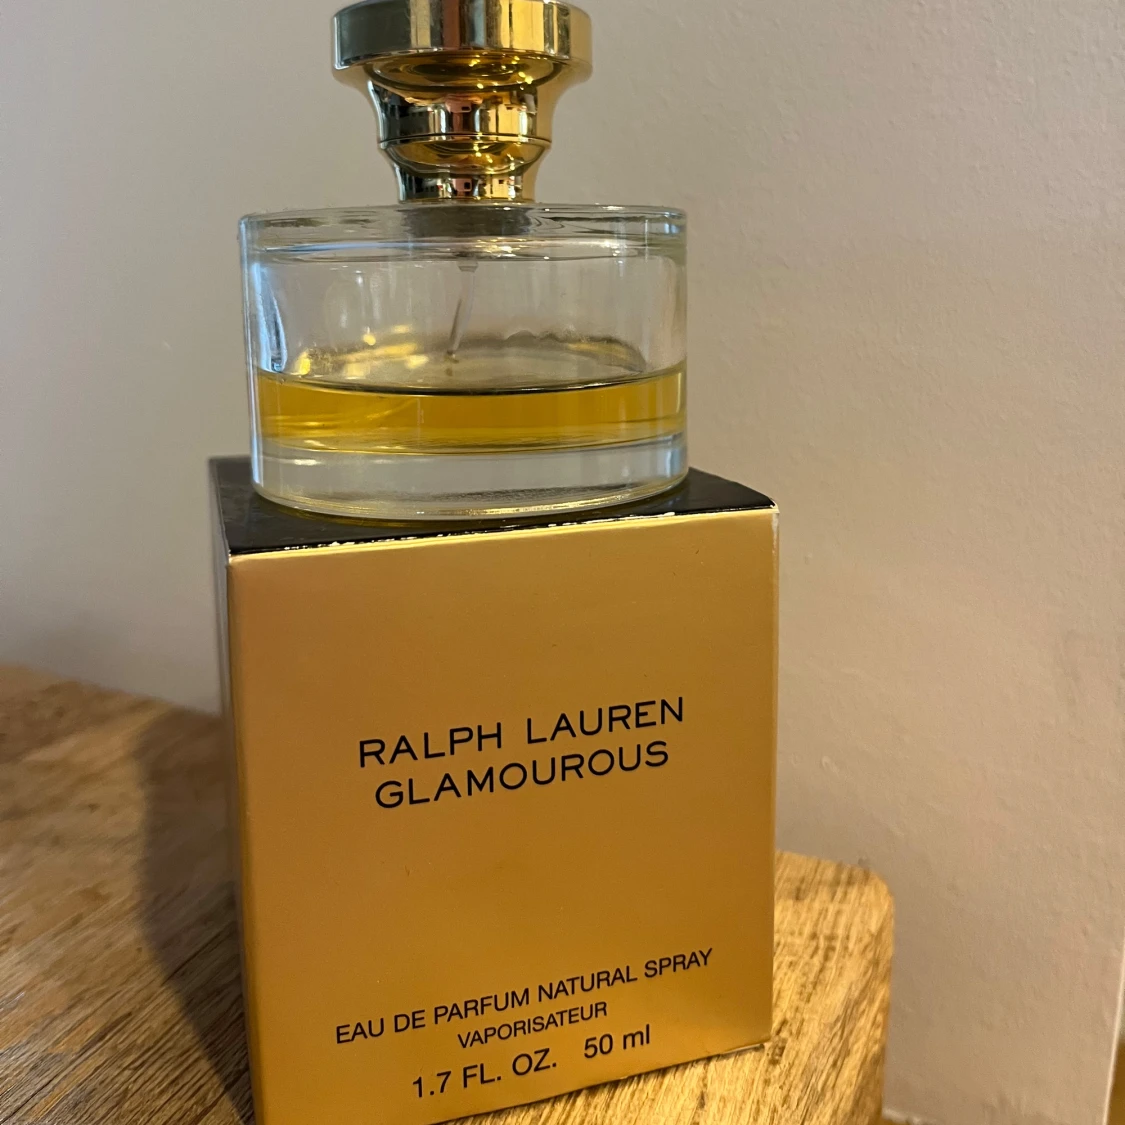 RALPH LAUREN
GLAMOUROUS
EAU DE PARFUM NATURAL SPRAY
VAPORISATEUR
1.7 FL. OZ. 50 ml